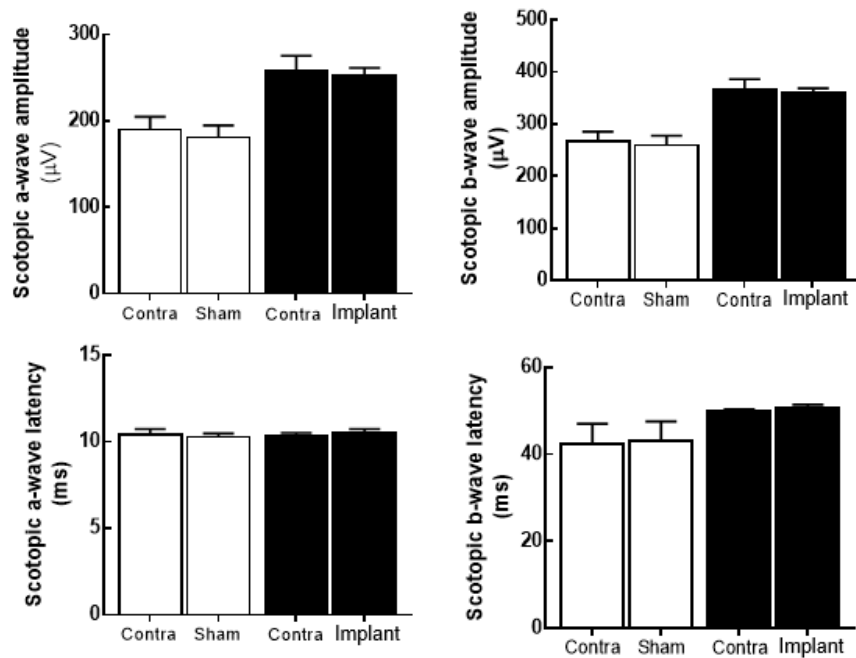 Scotopic a-wave amplitude
(μV)
300
200
100
0
Contra Sham Contra Implant
Scotopic b-wave amplitude
(μV)
500
400
300
200
100
0
Contra Sham Contra Implant
Scotopic a-wave latency
(ms)
15
10
5
0
Contra Sham Contra Implant
Scotopic b-wave latency
(ms)
60
40
20
0
Contra Sham Contra Implant